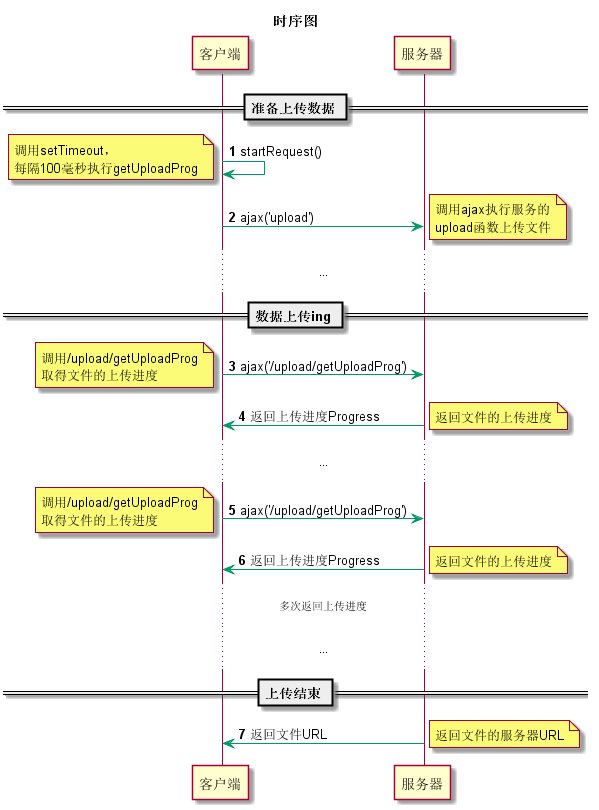 时序图
客户端
服务器
准备上传数据
调用setTimeout，
每隔100毫秒执行getUploadProg
1 startRequest()
2 ajax('upload')
调用ajax执行服务的
upload函数上传文件
...
数据上传ing
调用/upload/getUploadProg
取得文件的上传进度
3 ajax('/upload/getUploadProg')
4 返回上传进度Progress
返回文件的上传进度
...
调用/upload/getUploadProg
取得文件的上传进度
5 ajax('/upload/getUploadProg')
6 返回上传进度Progress
返回文件的上传进度
多次返回上传进度
...
上传结束
7 返回文件URL
返回文件的服务器URL
客户端
服务器